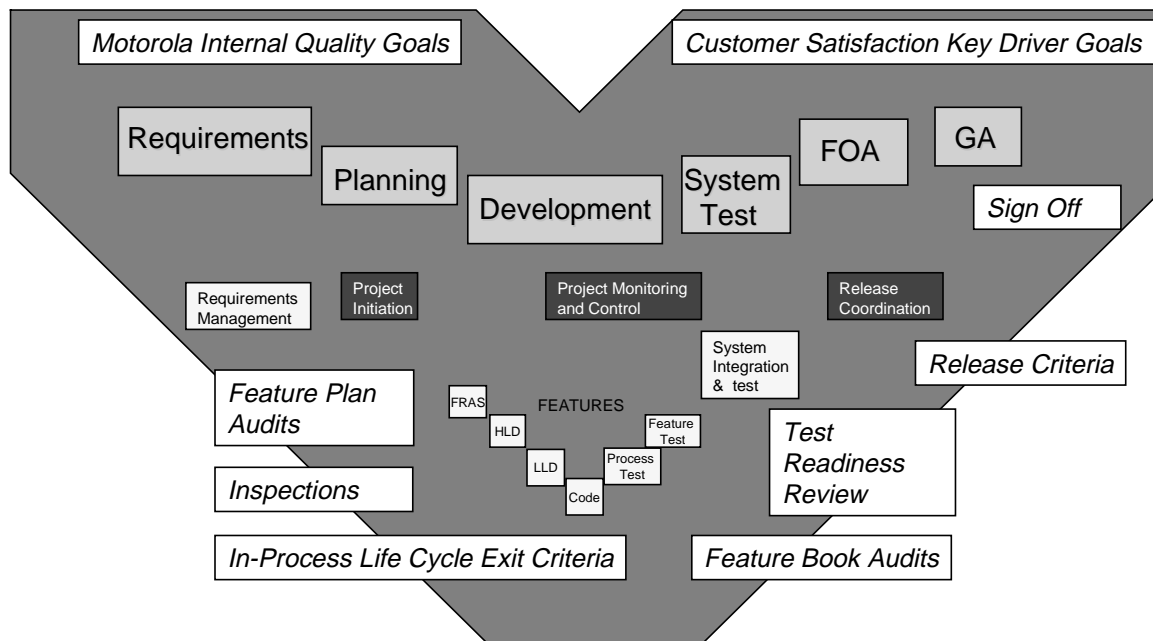 Motorola Internal Quality Goals
Customer Satisfaction Key Driver Goals
Requirements
Planning
Development
System
Test
FOA
GA
Sign Off
Requirements
Management
Project
Initiation
Project Monitoring
and Control
Release
Coordination
System
Integration
& test
Release Criteria
Feature Plan
Audits
FRAS
FEATURES
HLD
Feature
Test
LLD
Process
Test
Code
Test
Readiness
Review
Inspections
In-Process Life Cycle Exit Criteria
Feature Book Audits